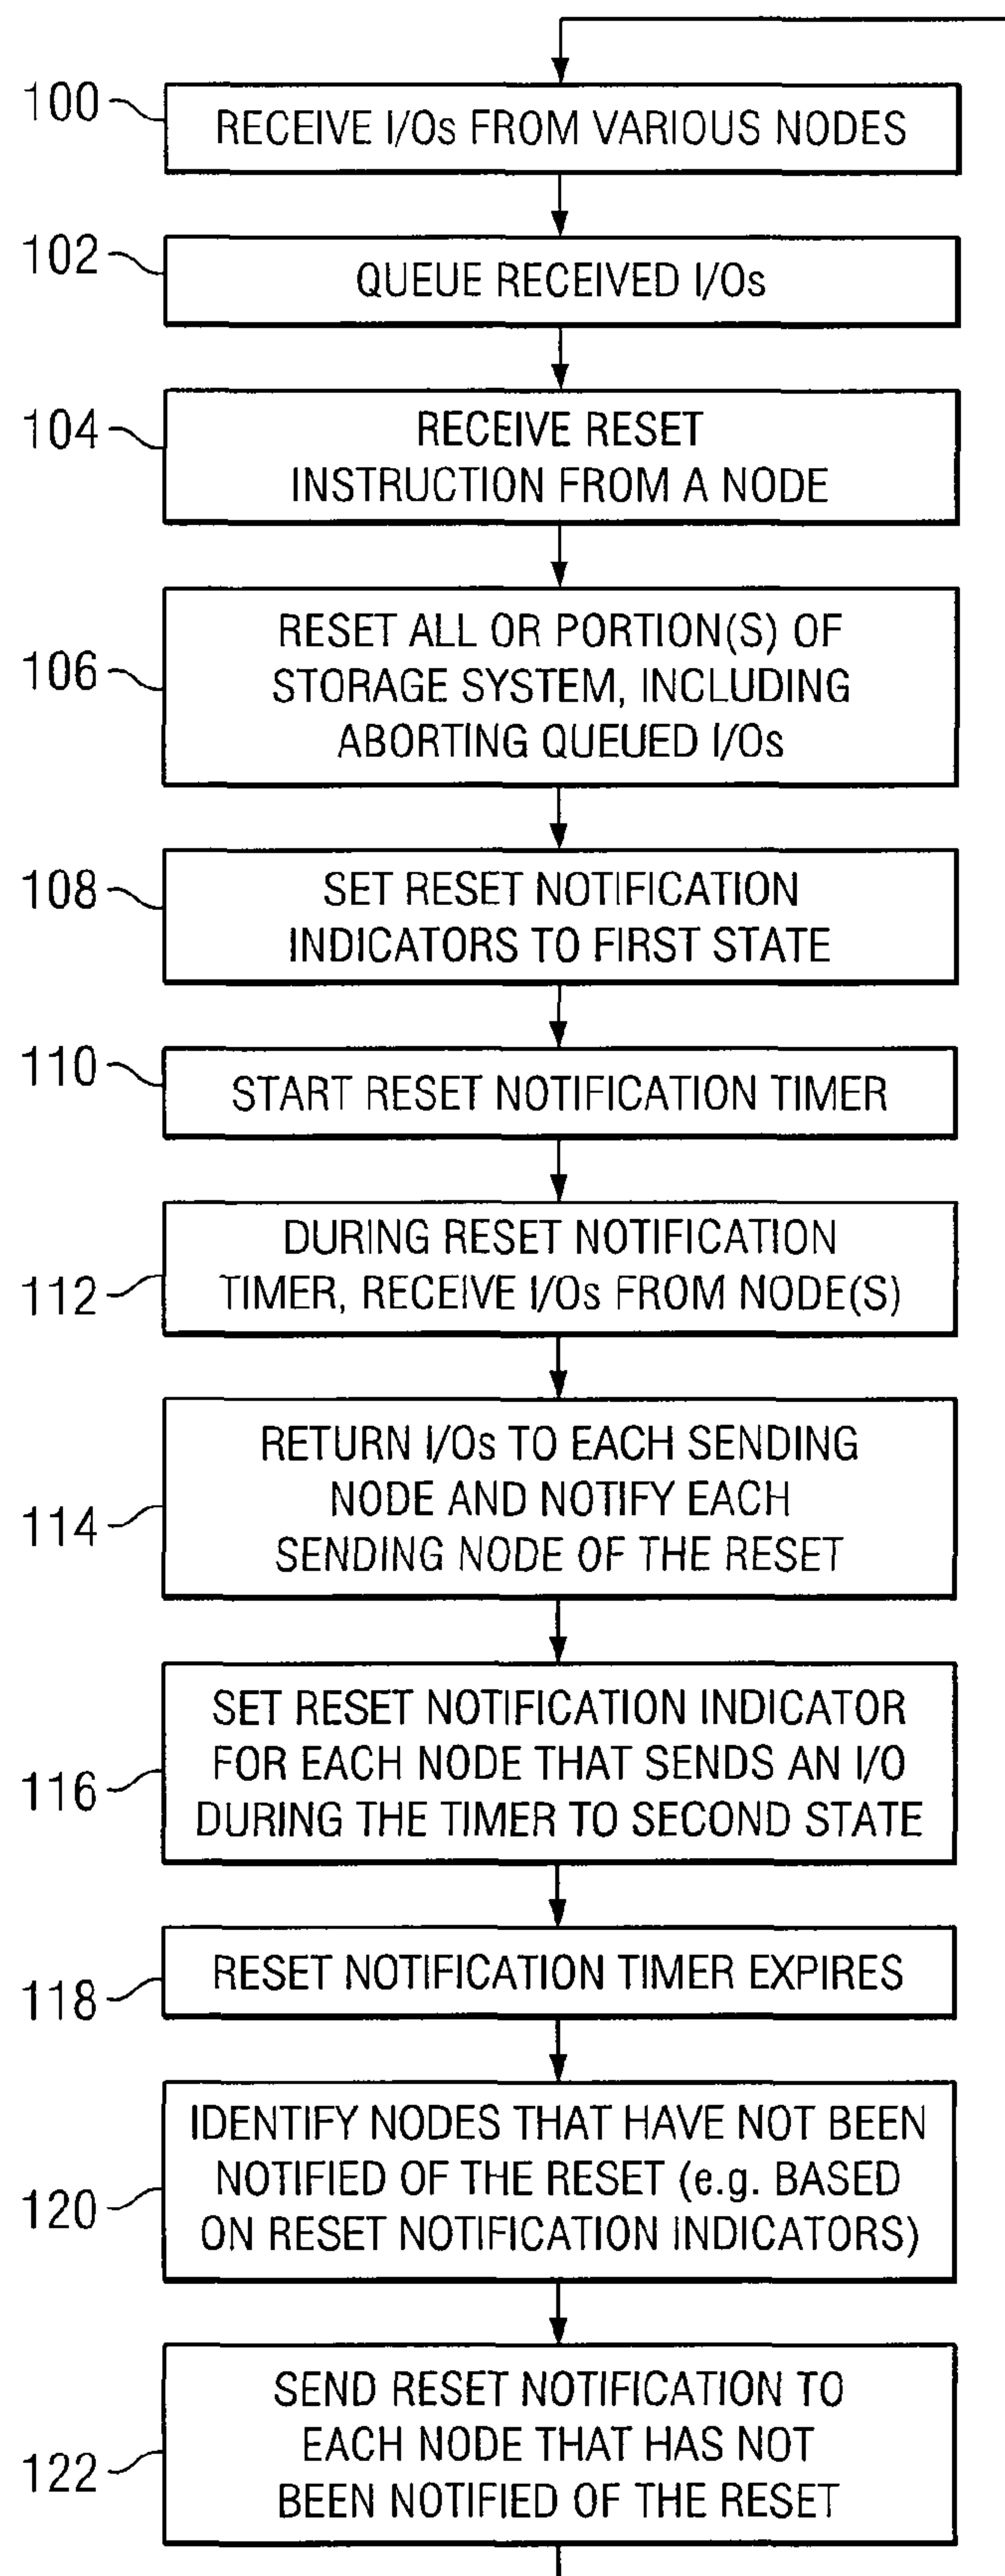 100
RECEIVE I/Os FROM VARIOUS NODES
102
QUEUE RECEIVED I/Os
104
RECEIVE RESET
INSTRUCTION FROM A NODE
106
RESET ALL OR PORTION(S) OF
STORAGE SYSTEM, INCLUDING
ABORTING QUEUED I/Os
108
SET RESET NOTIFICATION
INDICATORS TO FIRST STATE
110
START RESET NOTIFICATION TIMER
112
DURING RESET NOTIFICATION
TIMER, RECEIVE I/Os FROM NODE(S)
114
RETURN I/Os TO EACH SENDING
NODE AND NOTIFY EACH
SENDING NODE OF THE RESET
116
SET RESET NOTIFICATION INDICATOR
FOR EACH NODE THAT SENDS AN I/O
DURING THE TIMER TO SECOND STATE
118
RESET NOTIFICATION TIMER EXPIRES
120
IDENTIFY NODES THAT HAVE NOT BEEN
NOTIFIED OF THE RESET (e.g. BASED
ON RESET NOTIFICATION INDICATORS)
122
SEND RESET NOTIFICATION TO
EACH NODE THAT HAS NOT
BEEN NOTIFIED OF THE RESET